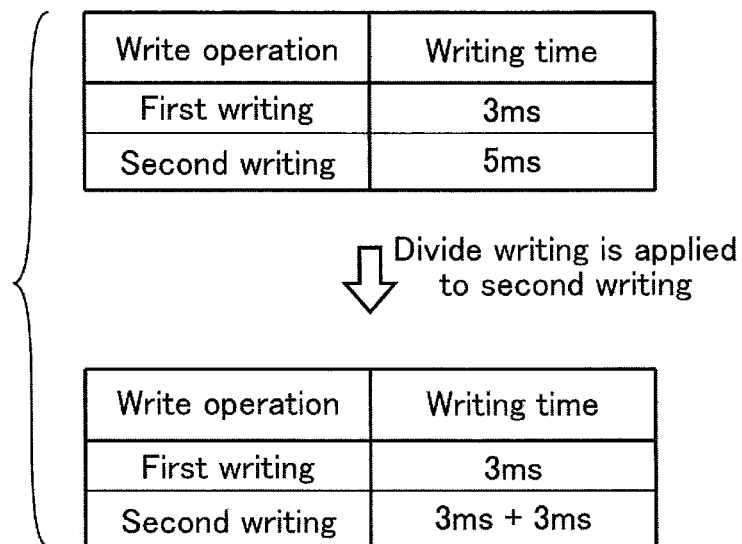 Write operation Writing time
First writing 3ms
Second writing 5ms
Divide writing is applied
to second writing
Write operation Writing time
First writing 3ms
Second writing 3ms + 3ms